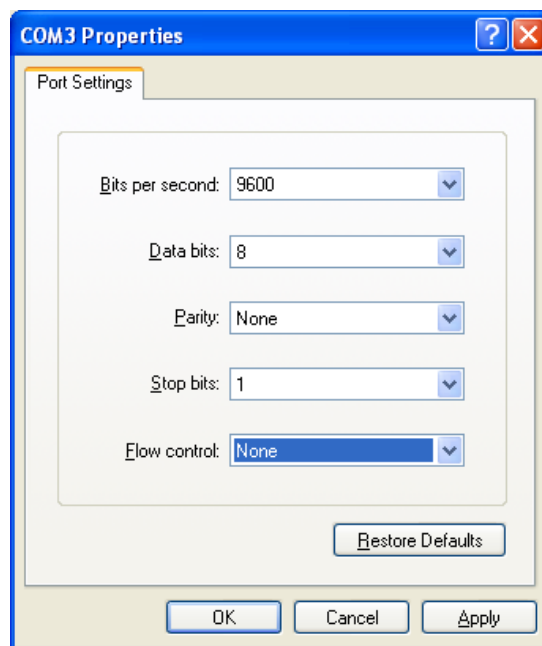 COM3 Properties
Port Settings
Bits per second: 9600
Data bits: 8
Parity: None
Stop bits: 1
Flow control: None
Restore Defaults
OK Cancel Apply